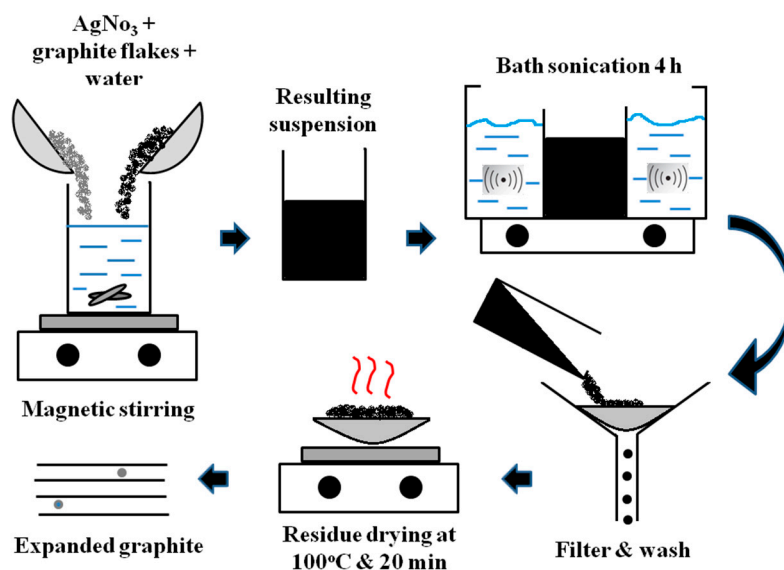 AgNo₃ +
graphite flakes +
water
Resulting
suspension
Bath sonication 4 h
Magnetic stirring
Filter & wash
Residue drying at
100ºC & 20 min
Expanded graphite